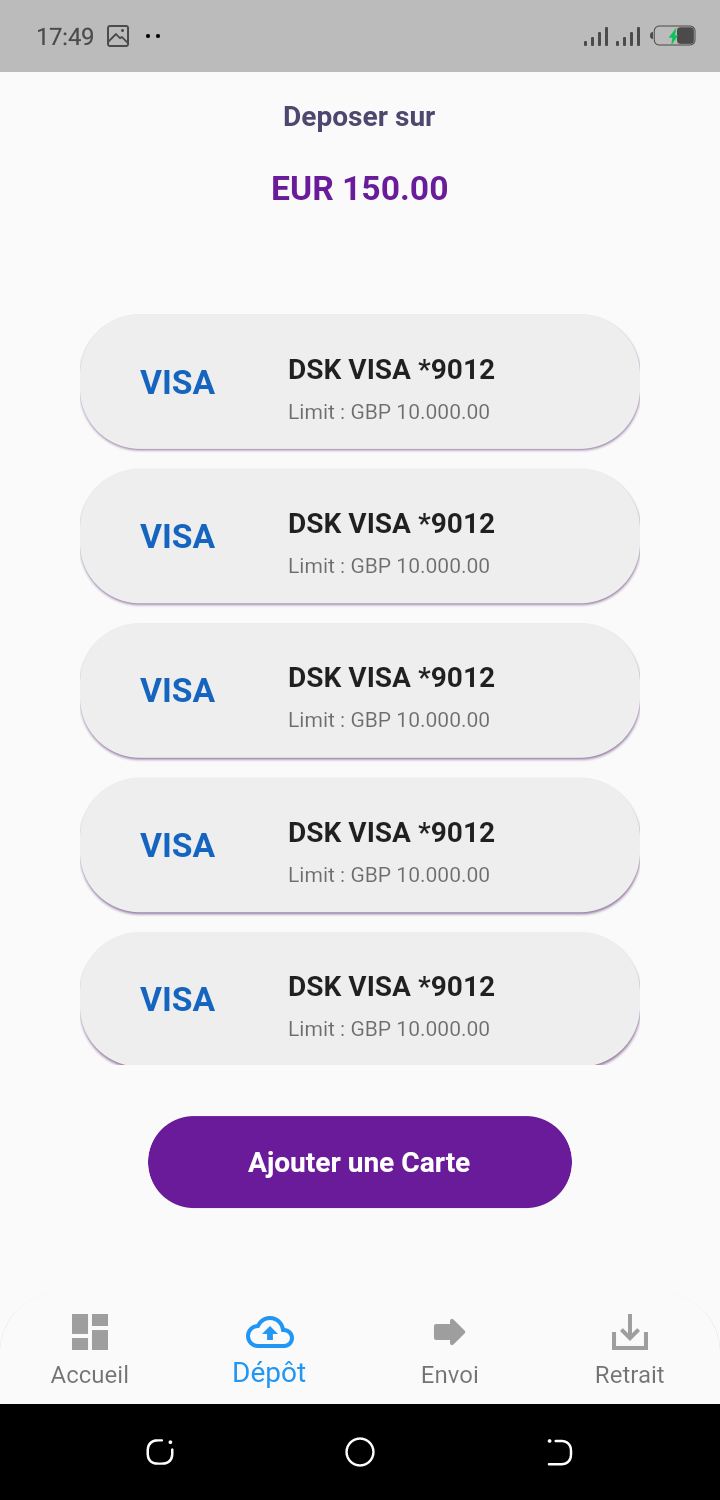 17:49
Deposer sur
EUR 150.00
VISA
DSK VISA *9012
Limit : GBP 10.000.00
VISA
DSK VISA *9012
Limit : GBP 10.000.00
VISA
DSK VISA *9012
Limit : GBP 10.000.00
VISA
DSK VISA *9012
Limit : GBP 10.000.00
VISA
DSK VISA *9012
Limit : GBP 10.000.00
Ajouter une Carte
Accueil
Dépôt
Envoi
Retrait